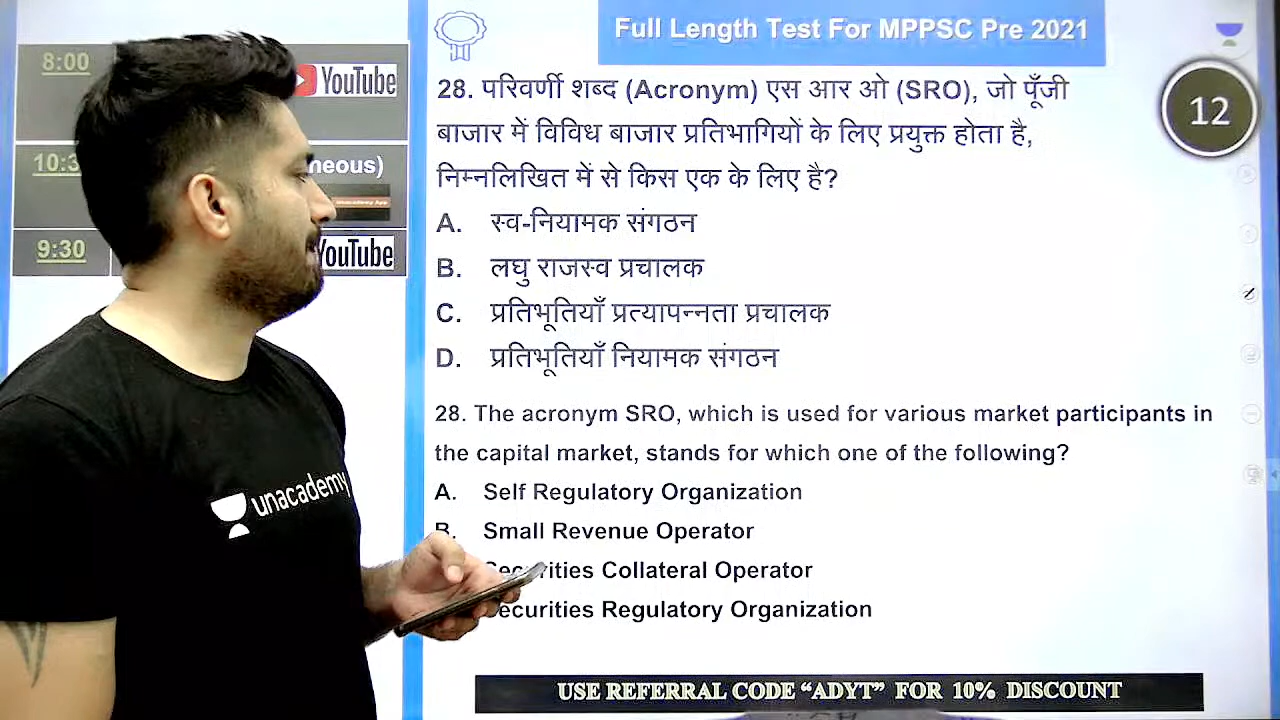 Full Length Test For MPPSC Pre 2021
8:00
YouTube
10:3
neous)
9:30
YouTube
12
28. परिवर्णी शब्द (Acronym) एस आर ओ (SRO), जो पूँजी
बाजार में विविध बाजार प्रतिभागियों के लिए प्रयुक्त होता है,
निम्नलिखित में से किस एक के लिए है?
A. स्व-नियामक संगठन
B. लघु राजस्व प्रचालक
C. प्रतिभूतियाँ प्रत्यापन्नता प्रचालक
D. प्रतिभूतियाँ नियामक संगठन
28. The acronym SRO, which is used for various market participants in
the capital market, stands for which one of the following?
A. Self Regulatory Organization
B. Small Revenue Operator
Securities Collateral Operator
Securities Regulatory Organization
unacademy
USE REFERRAL CODE “ADYT” FOR 10% DISCOUNT